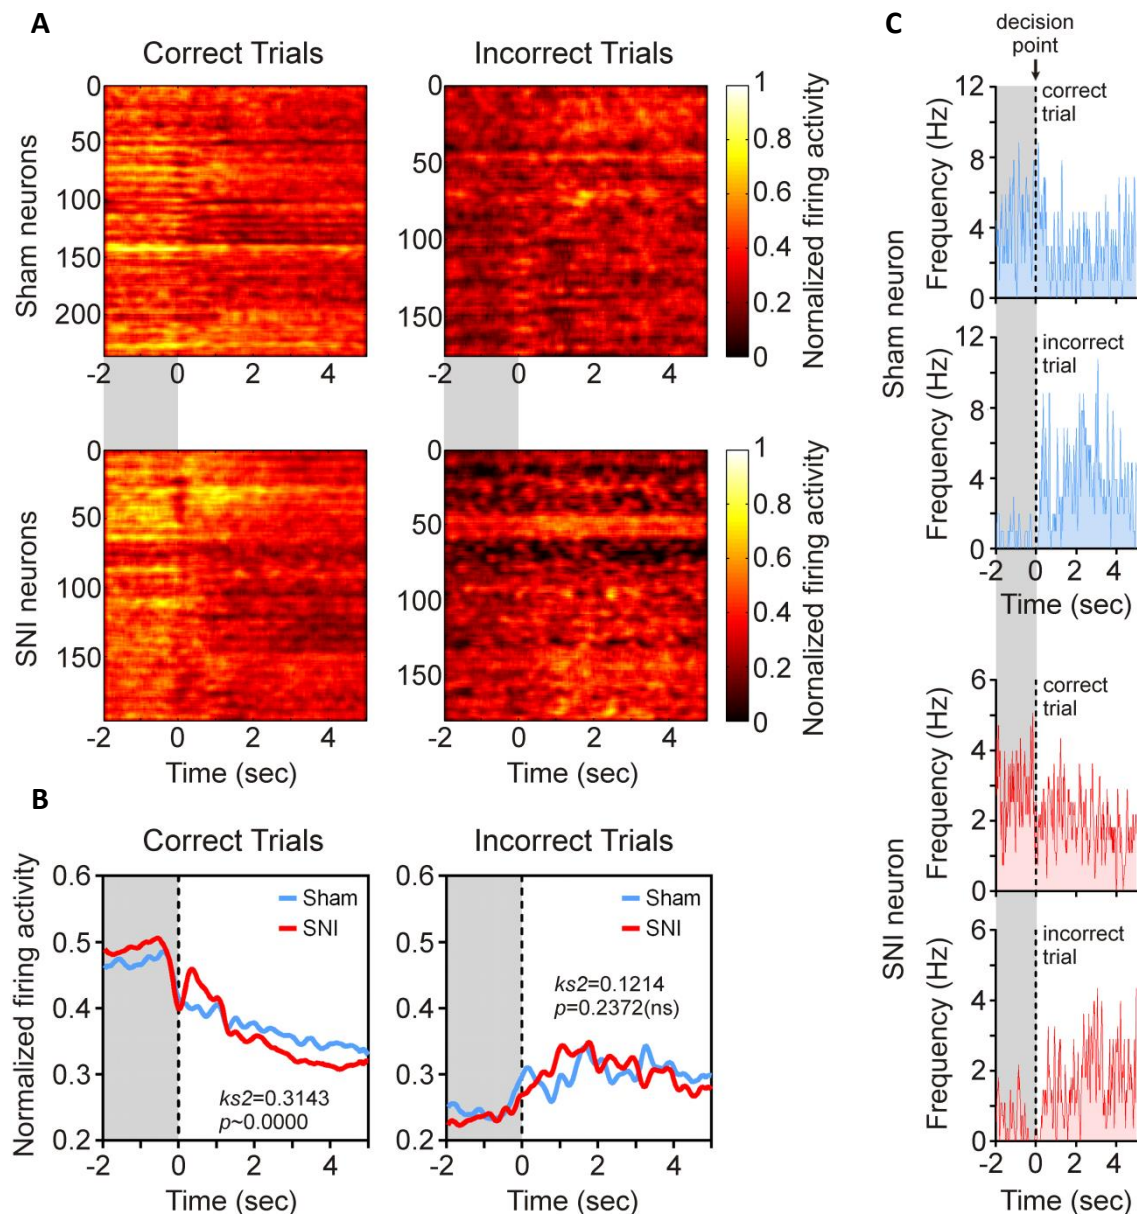 A
Correct Trials
Incorrect Trials
Sham neurons
0
50
100
150
200
-2 0 2 4
0
50
100
150
-2 0 2 4
1
0.8
0.6
0.4
0.2
0
Nornalized firing activity
SNI neurons
0
50
100
150
-2 0 2 4
Time (sec)
0
50
100
150
-2 0 2 4
Time (sec)
1
0.8
0.6
0.4
0.2
0
Normalized firing activity
B
Correct Trials
Incorrect Trials
Normalized firing activity
0.6
0.5
0.4
0.3
0.2
Sham
SNI
ks2=0.3143
p~0.0000
-2 0 2 4
Time (sec)
0.6
0.5
0.4
0.3
0.2
Sham
SNI
ks2=0.1214
p=0.2372(ns)
-2 0 2 4
Time (sec)
C
decision
point
Sham neuron
Frequency (Hz)
12
8
4
0
correct
trial
Frequency (Hz)
12
8
4
0
incorrect
trial
-2 0 2 4
Time (sec)
SNI neuron
Frequency (Hz)
6
4
2
0
correct
trial
Frequency (Hz)
6
4
2
0
incorrect
trial
-2 0 2 4
Time (sec)